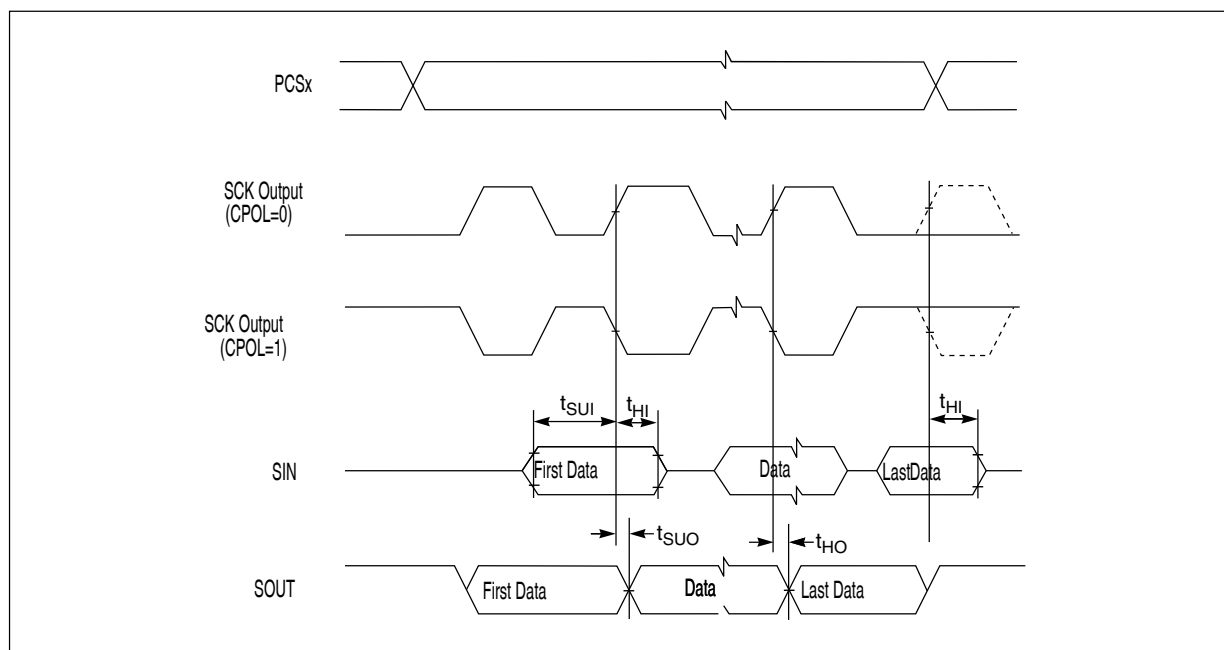 PCSx
SCK Output
(CPOL=0)
SCK Output
(CPOL=1)
tSUI
tHI
tHI
SIN
First Data
Data
LastData
tSUO
tHO
SOUT
First Data
Data
Last Data